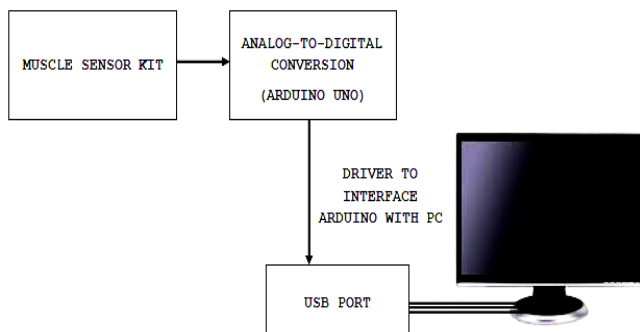 MUSCLE SENSOR KIT
ANALOG-TO-DIGITAL
CONVERSION
(ARDUINO UNO)
DRIVER TO
INTERFACE
ARDUINO WITH PC
USB PORT